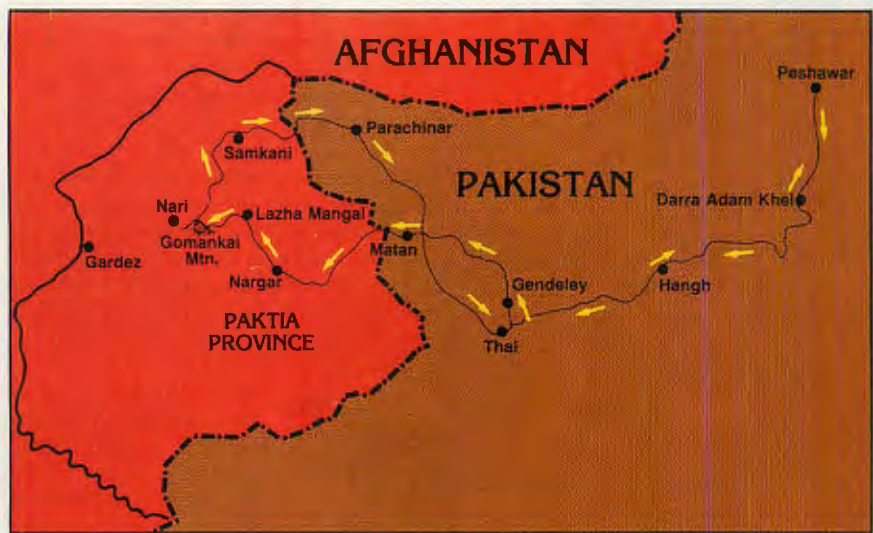 AFGHANISTAN
Peshawar
Parachinar
Samkani
PAKISTAN
Darra Adam Khel
Nari
Lazha Mangal
Gomankai
Mtn.
Matan
Gardez
Nargar
Hangh
Gendeley
PAKTIA
PROVINCE
Thal